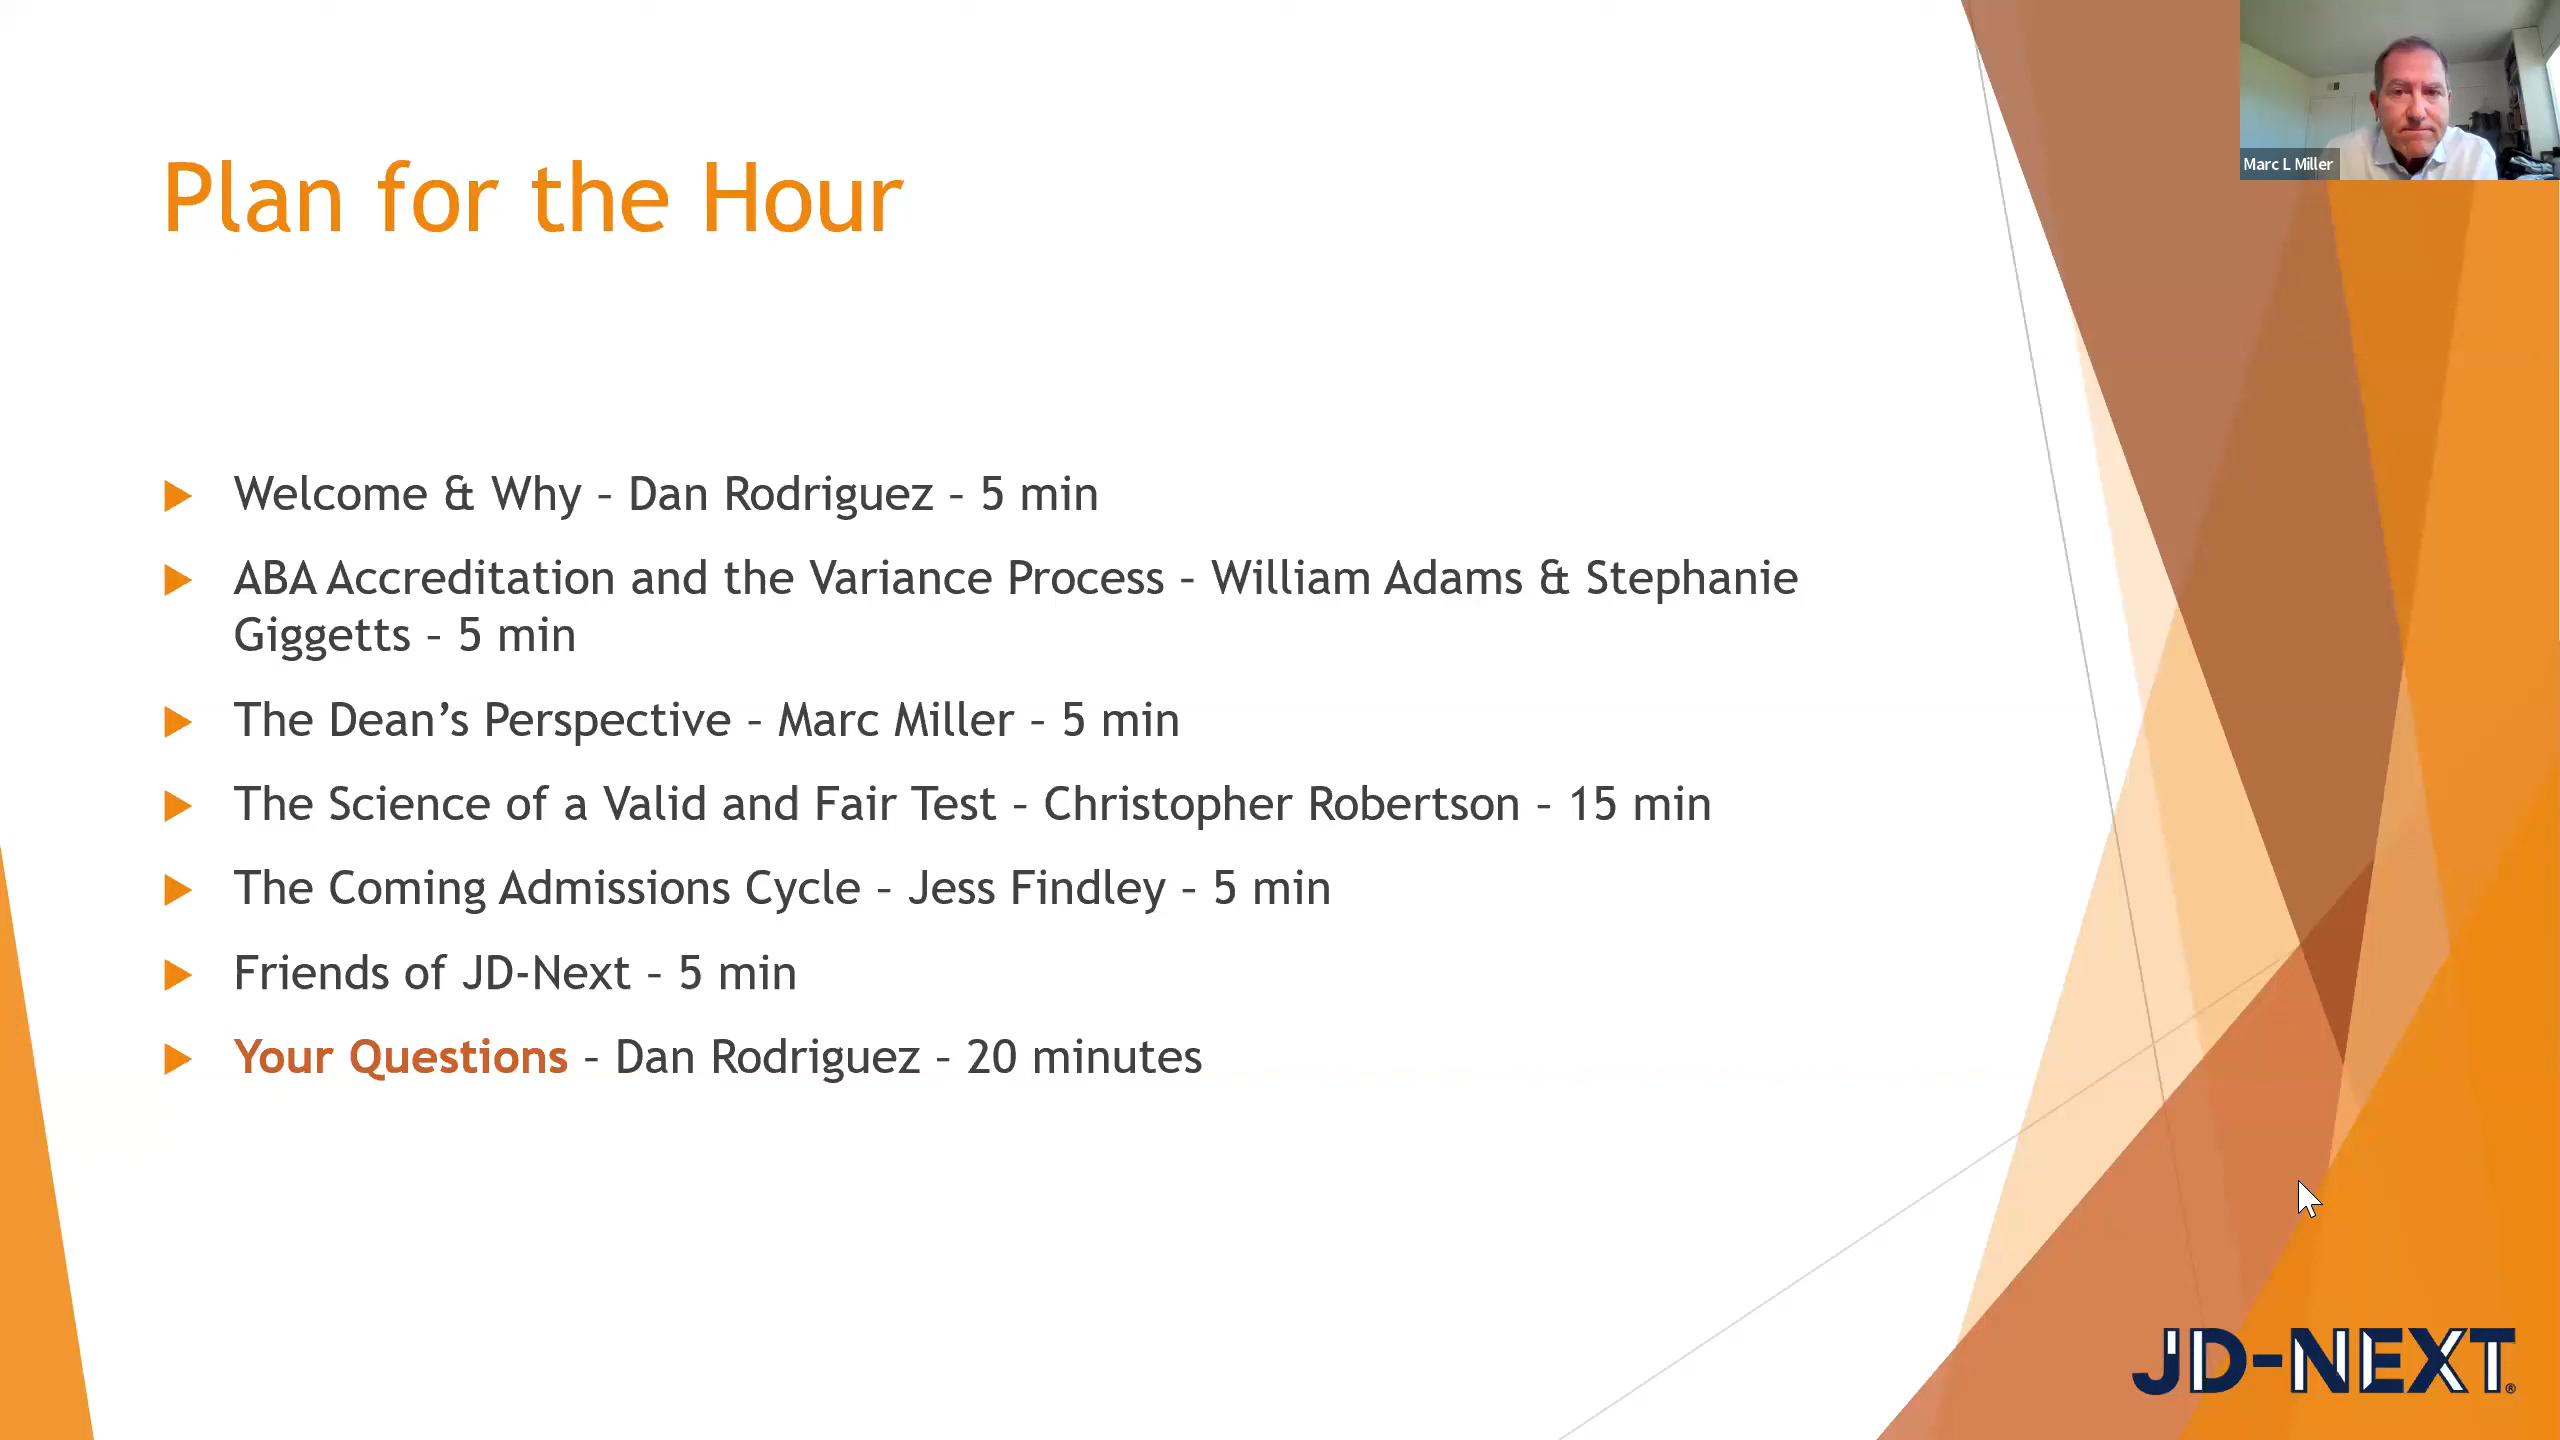 Marc L Miller
Plan for the Hour
Welcome & Why – Dan Rodriguez – 5 min
ABA Accreditation and the Variance Process – William Adams & Stephanie
Giggetts – 5 min
The Dean’s Perspective – Marc Miller – 5 min
The Science of a Valid and Fair Test – Christopher Robertson – 15 min
The Coming Admissions Cycle – Jess Findley – 5 min
Friends of JD-Next – 5 min
Your Questions – Dan Rodriguez – 20 minutes
JD-NEXT®